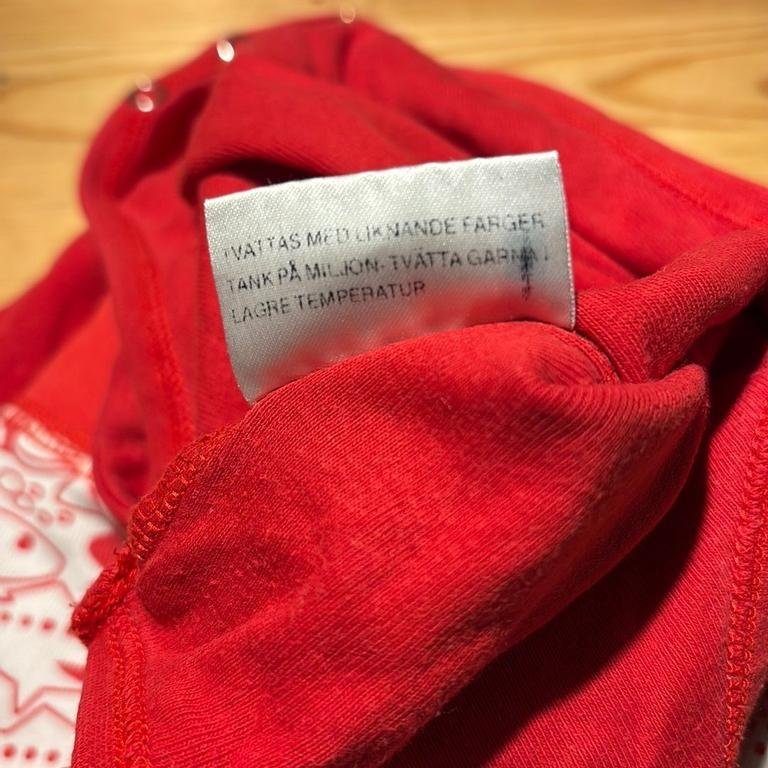 TVÄTTAS MED LIKNANDE FÄRGER
TÄNK PÅ MILJÖN- TVÄTTA GÄRNA I
LÄGRE TEMPERATUR